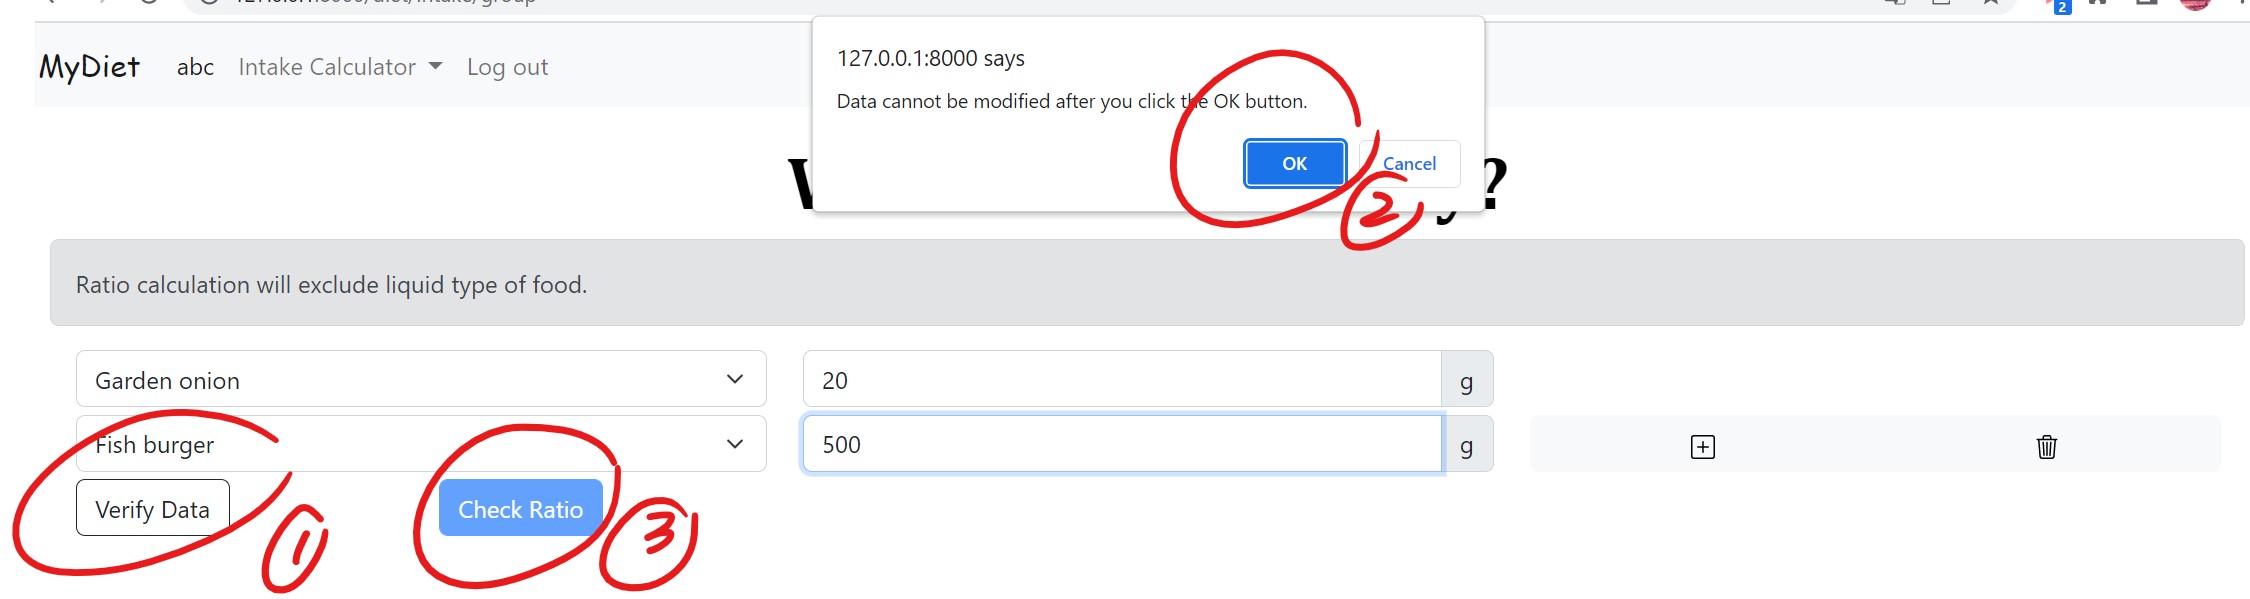 MyDiet abc Intake Calculator Log out
127.0.0.1:8000 says
Data cannot be modified after you click the OK button.
OK Cancel
?
Ratio calculation will exclude liquid type of food.
Garden onion 20 g
Fish burger 500 g
Verify Data Check Ratio
1 2 3